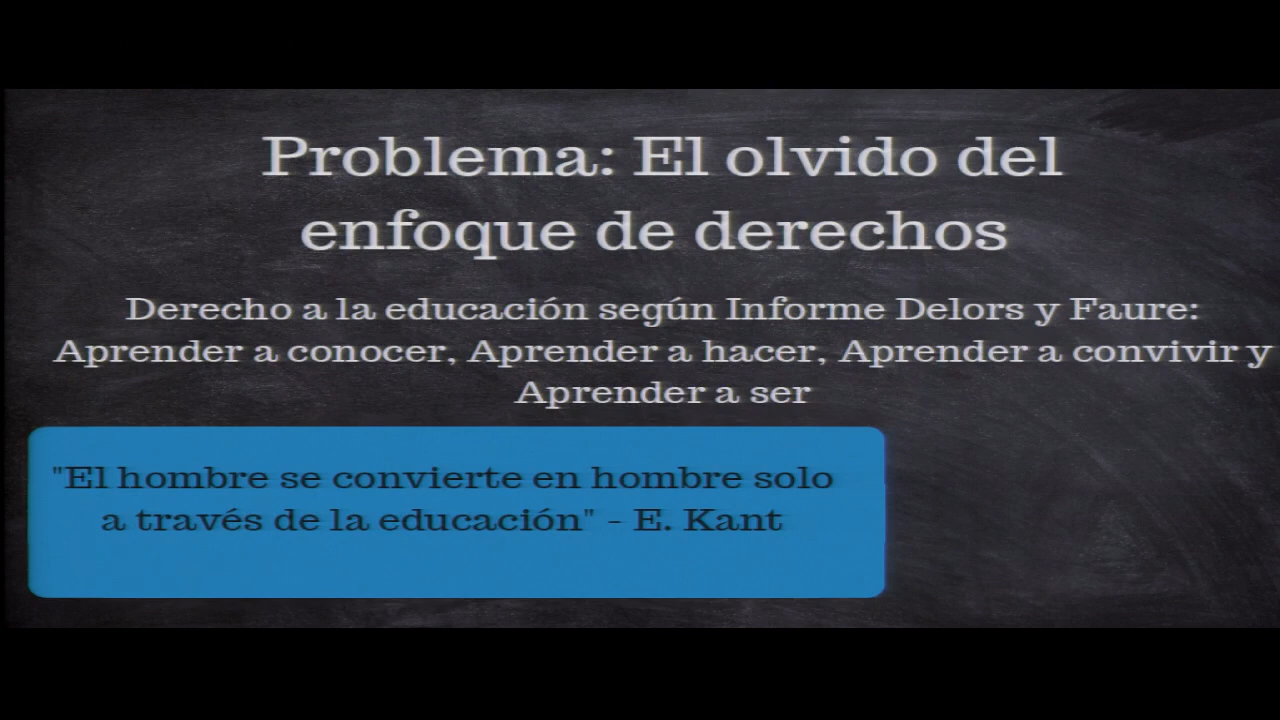 Problema: El olvido del
enfoque de derechos
Derecho a la educación según Informe Delors y Faure:
Aprender a conocer, Aprender a hacer, Aprender a convivir y
Aprender a ser
"El hombre se convierte en hombre solo
a través de la educación" - E. Kant